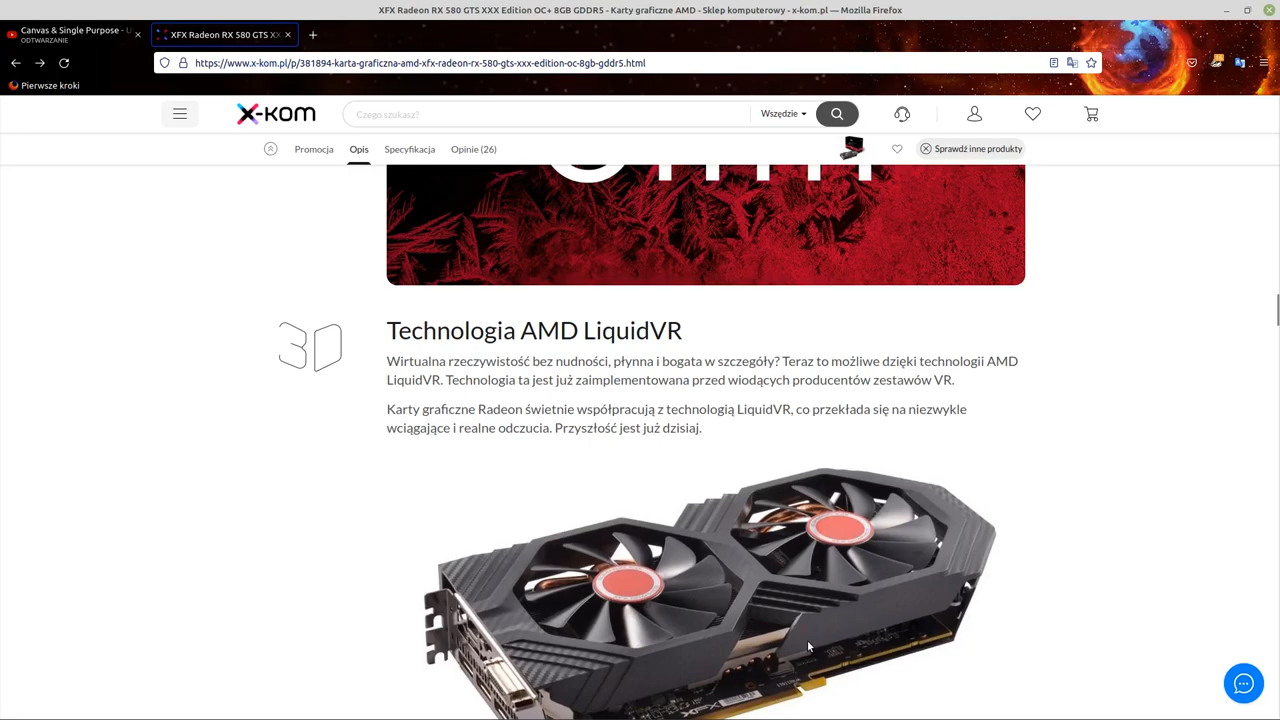 XFX Radeon RX 580 GTS XXX Edition OC+ 8GB GDDR5 - Karty graficzne AMD - Sklep komputerowy - x-kom.pl — Mozilla Firefox
Canvas & Single Purpose - U
ODTWARZANIE
XFX Radeon RX 580 GTS XX
https://www.x-kom.pl/p/381894-karta-graficzna-amd-xfx-radeon-rx-580-gts-xxx-edition-oc-8gb-gddr5.html
Pierwsze kroki
x-kom
Czego szukasz?
Wszędzie
Promocja
Opis
Specyfikacja
Opinie (26)
Sprawdź inne produkty
3D
Technologia AMD LiquidVR
Wirtualna rzeczywistość bez nudności, płynna i bogata w szczegóły? Teraz to możliwe dzięki technologii AMD
LiquidVR. Technologia ta jest już zaimplementowana przed wiodących producentów zestawów VR.
Karty graficzne Radeon świetnie współpracują z technologią LiquidVR, co przekłada się na niezwykle
wciągające i realne odczucia. Przyszłość jest już dzisiaj.
XFX